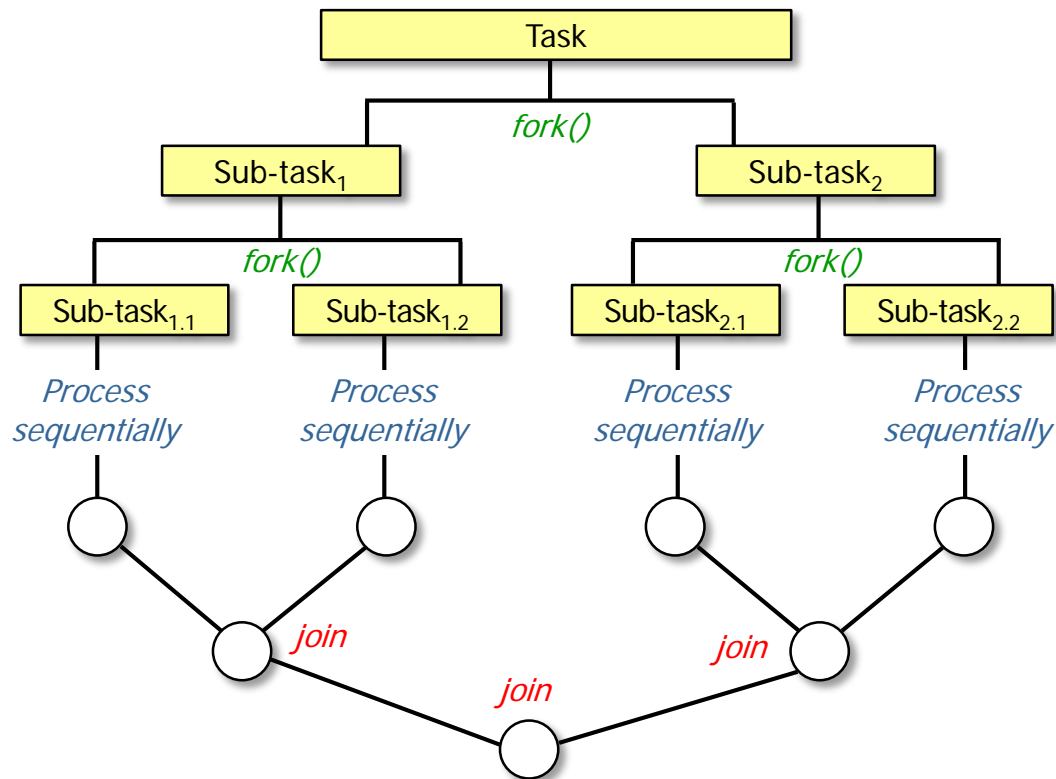 Task
fork()
Sub-task₁
Sub-task₂
fork()
fork()
Sub-task₁.₁
Sub-task₁.₂
Sub-task₂.₁
Sub-task₂.₂
Process
sequentially
Process
sequentially
Process
sequentially
Process
sequentially
join
join
join